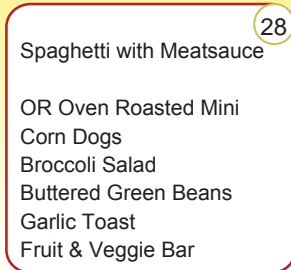 28
Spaghetti with Meatsauce
OR Oven Roasted Mini
Corn Dogs
Broccoli Salad
Buttered Green Beans
Garlic Toast
Fruit & Veggie Bar